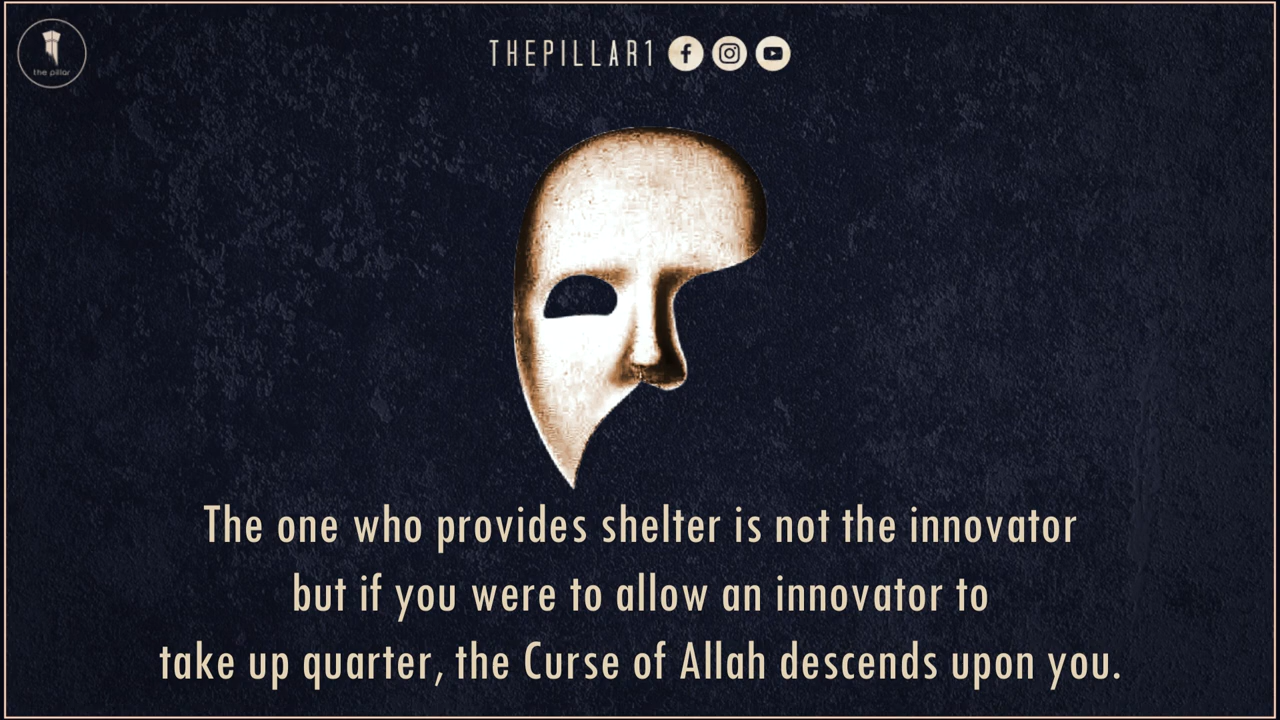 the pillar
THEPILLAR1
The one who provides shelter is not the innovator
but if you were to allow an innovator to
take up quarter, the Curse of Allah descends upon you.